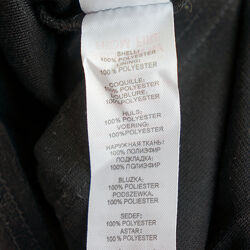 SHELL:
100% POLYESTER
LINING:
100% POLYESTER
COQUILLE:
100% POLYESTER
DOUBLURE:
100% POLYESTER
HULS:
100% POLYESTER
VOERING:
100% POLYESTER
НАРУЖНАЯ ТКАНЬ:
100% ПОЛИЭФИР
ПОДКЛАДКА:
100% ПОЛИЭФИР
BLUZKA:
100% POLIESTER
PODSZEWKA:
100% POLIESTER
SEDEF:
100% POLYESTER
ASTAR:
100% POLYESTER